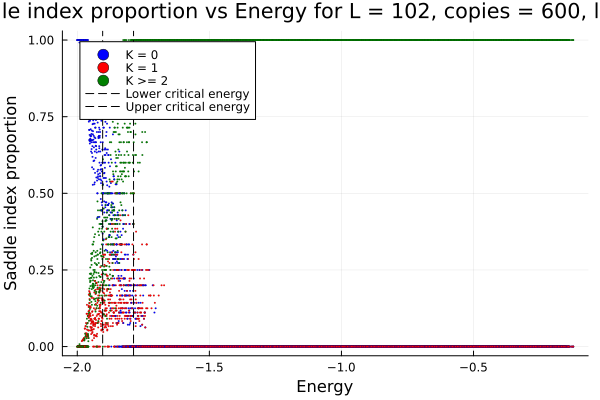 le index proportion vs Energy for L = 102, copies = 600, l
1.00
K = 0
K = 1
K >= 2
Lower critical energy
Upper critical energy
0.75
Saddle index proportion
0.50
0.25
0.00
−2.0 −1.5 −1.0 −0.5
Energy